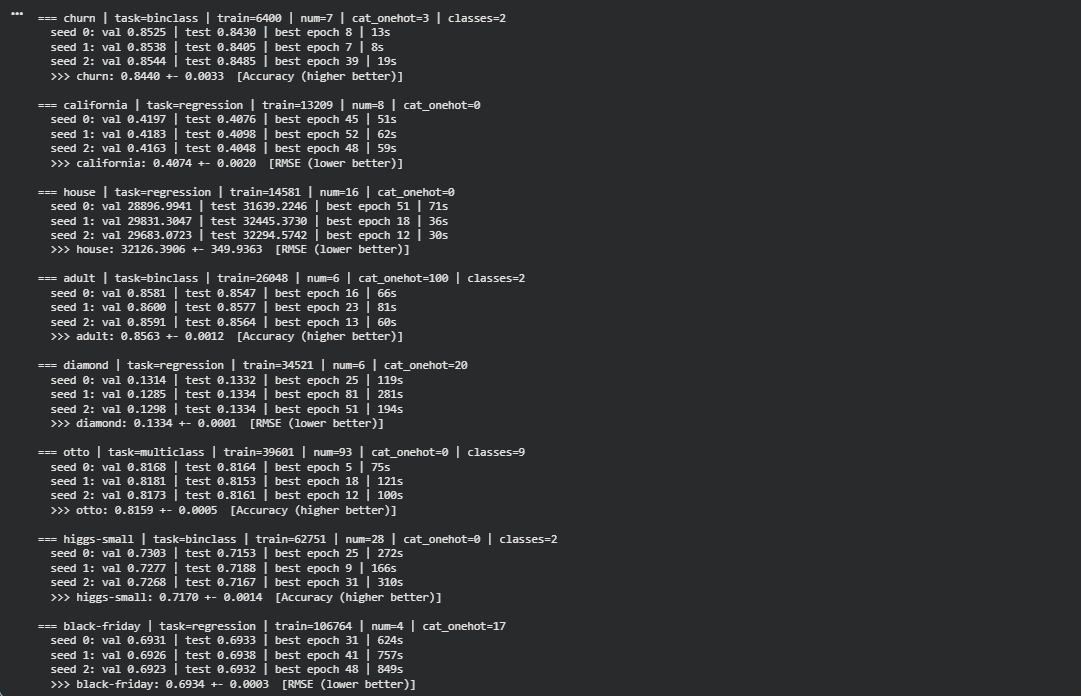 === churn | task=binclass | train=6400 | num=7 | cat_onehot=3 | classes=2
seed 0: val 0.8525 | test 0.8430 | best epoch 8 | 13s
seed 1: val 0.8538 | test 0.8405 | best epoch 7 | 8s
seed 2: val 0.8544 | test 0.8485 | best epoch 39 | 19s
>>> churn: 0.8440 +- 0.0033 [Accuracy (higher better)]
=== california | task=regression | train=13209 | num=8 | cat_onehot=0
seed 0: val 0.4197 | test 0.4076 | best epoch 45 | 51s
seed 1: val 0.4183 | test 0.4098 | best epoch 52 | 62s
seed 2: val 0.4163 | test 0.4048 | best epoch 48 | 59s
>>> california: 0.4074 +- 0.0020 [RMSE (lower better)]
=== house | task=regression | train=14581 | num=16 | cat_onehot=0
seed 0: val 28896.9941 | test 31639.2246 | best epoch 51 | 71s
seed 1: val 29831.3047 | test 32445.3730 | best epoch 18 | 36s
seed 2: val 29683.0723 | test 32294.5742 | best epoch 12 | 30s
>>> house: 32126.3906 +- 349.9363 [RMSE (lower better)]
=== adult | task=binclass | train=26048 | num=6 | cat_onehot=100 | classes=2
seed 0: val 0.8581 | test 0.8547 | best epoch 16 | 66s
seed 1: val 0.8600 | test 0.8577 | best epoch 23 | 81s
seed 2: val 0.8591 | test 0.8564 | best epoch 13 | 60s
>>> adult: 0.8563 +- 0.0012 [Accuracy (higher better)]
=== diamond | task=regression | train=34521 | num=6 | cat_onehot=20
seed 0: val 0.1314 | test 0.1332 | best epoch 25 | 119s
seed 1: val 0.1285 | test 0.1334 | best epoch 81 | 281s
seed 2: val 0.1298 | test 0.1334 | best epoch 51 | 194s
>>> diamond: 0.1334 +- 0.0001 [RMSE (lower better)]
=== otto | task=multiclass | train=39601 | num=93 | cat_onehot=0 | classes=9
seed 0: val 0.8168 | test 0.8164 | best epoch 5 | 75s
seed 1: val 0.8181 | test 0.8153 | best epoch 18 | 121s
seed 2: val 0.8173 | test 0.8161 | best epoch 12 | 100s
>>> otto: 0.8159 +- 0.0005 [Accuracy (higher better)]
=== higgs-small | task=binclass | train=62751 | num=28 | cat_onehot=0 | classes=2
seed 0: val 0.7303 | test 0.7153 | best epoch 25 | 272s
seed 1: val 0.7277 | test 0.7188 | best epoch 9 | 166s
seed 2: val 0.7268 | test 0.7167 | best epoch 31 | 310s
>>> higgs-small: 0.7170 +- 0.0014 [Accuracy (higher better)]
=== black-friday | task=regression | train=106764 | num=4 | cat_onehot=17
seed 0: val 0.6931 | test 0.6933 | best epoch 31 | 624s
seed 1: val 0.6926 | test 0.6938 | best epoch 41 | 757s
seed 2: val 0.6923 | test 0.6932 | best epoch 48 | 849s
>>> black-friday: 0.6934 +- 0.0003 [RMSE (lower better)]